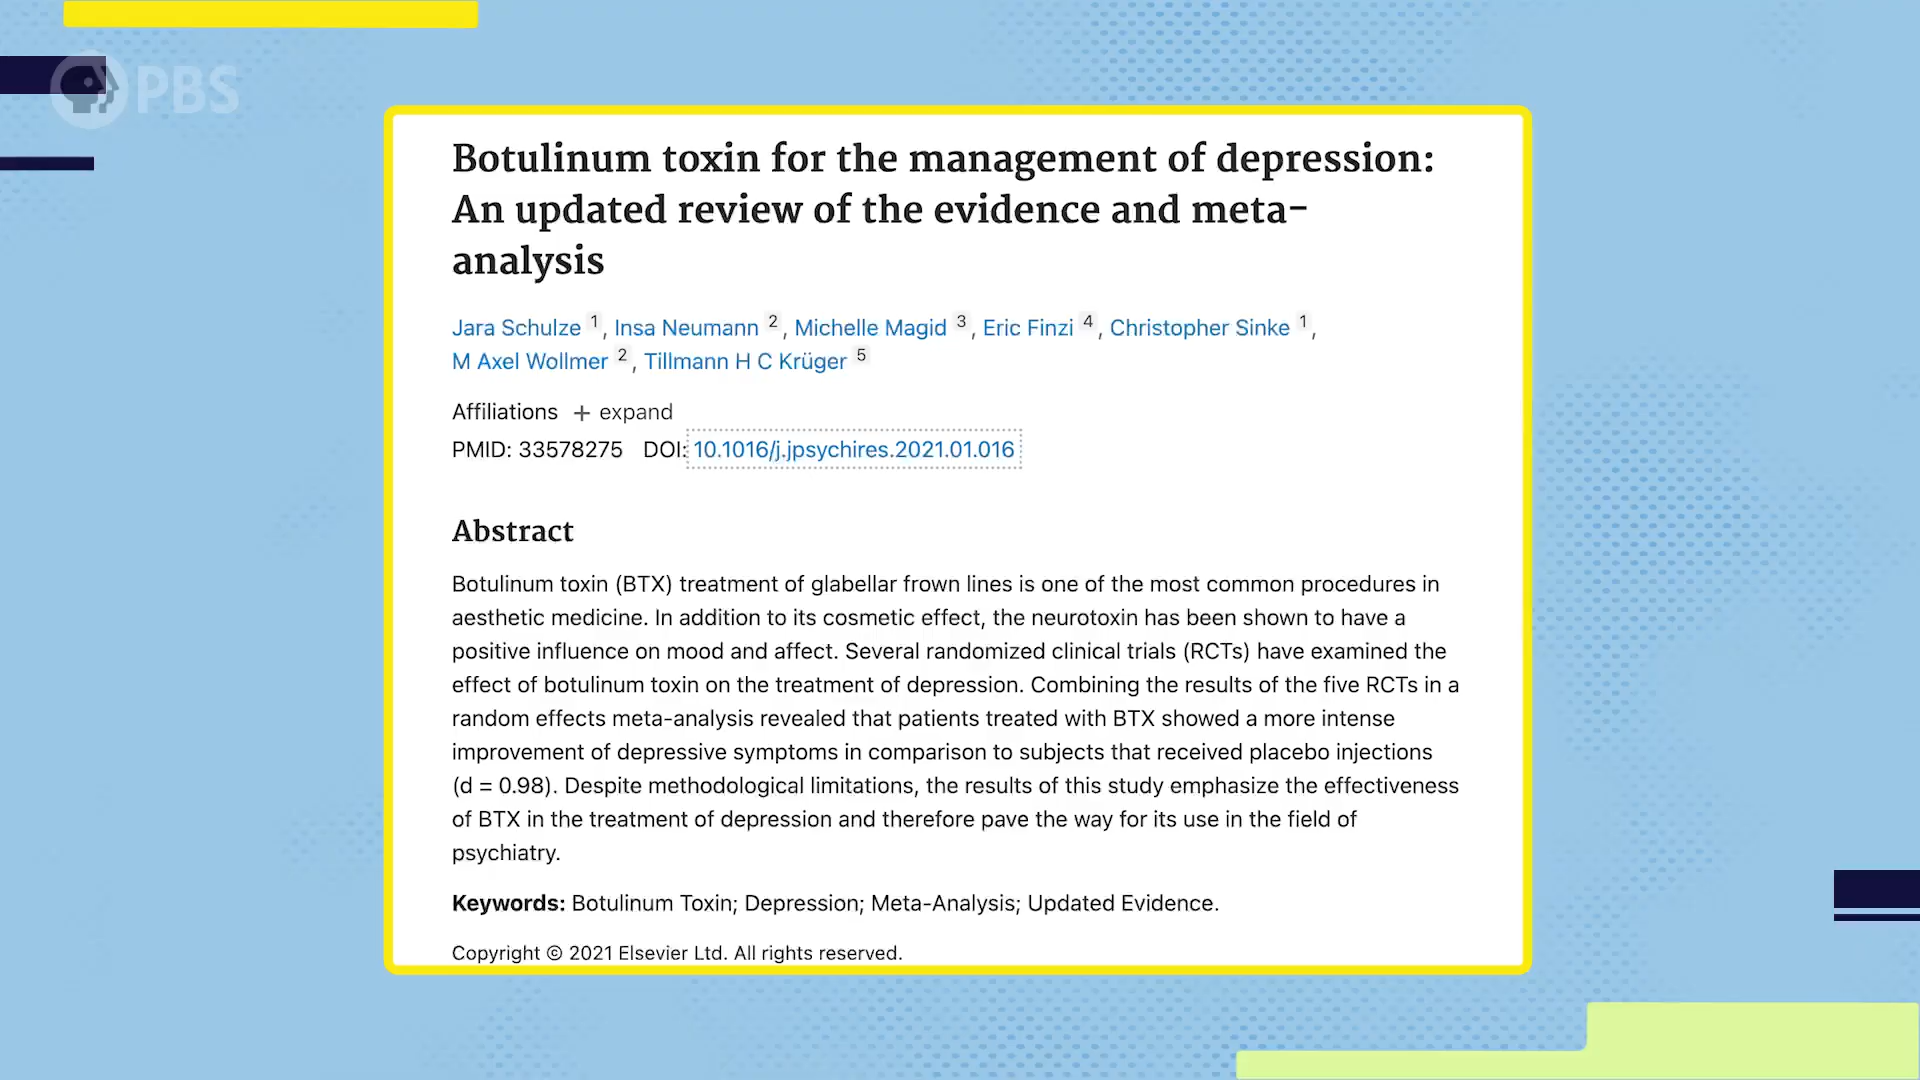 PBS
Botulinum toxin for the management of depression:
An updated review of the evidence and meta-
analysis
Jara Schulze 1, Insa Neumann 2, Michelle Magid 3, Eric Finzi 4, Christopher Sinke 1,
M Axel Wollmer 2, Tillmann H C Krüger 5
Affiliations + expand
PMID: 33578275 DOI: 10.1016/j.jpsychires.2021.01.016
Abstract
Botulinum toxin (BTX) treatment of glabellar frown lines is one of the most common procedures in
aesthetic medicine. In addition to its cosmetic effect, the neurotoxin has been shown to have a
positive influence on mood and affect. Several randomized clinical trials (RCTs) have examined the
effect of botulinum toxin on the treatment of depression. Combining the results of the five RCTs in a
random effects meta-analysis revealed that patients treated with BTX showed a more intense
improvement of depressive symptoms in comparison to subjects that received placebo injections
(d = 0.98). Despite methodological limitations, the results of this study emphasize the effectiveness
of BTX in the treatment of depression and therefore pave the way for its use in the field of
psychiatry.
Keywords: Botulinum Toxin; Depression; Meta-Analysis; Updated Evidence.
Copyright © 2021 Elsevier Ltd. All rights reserved.